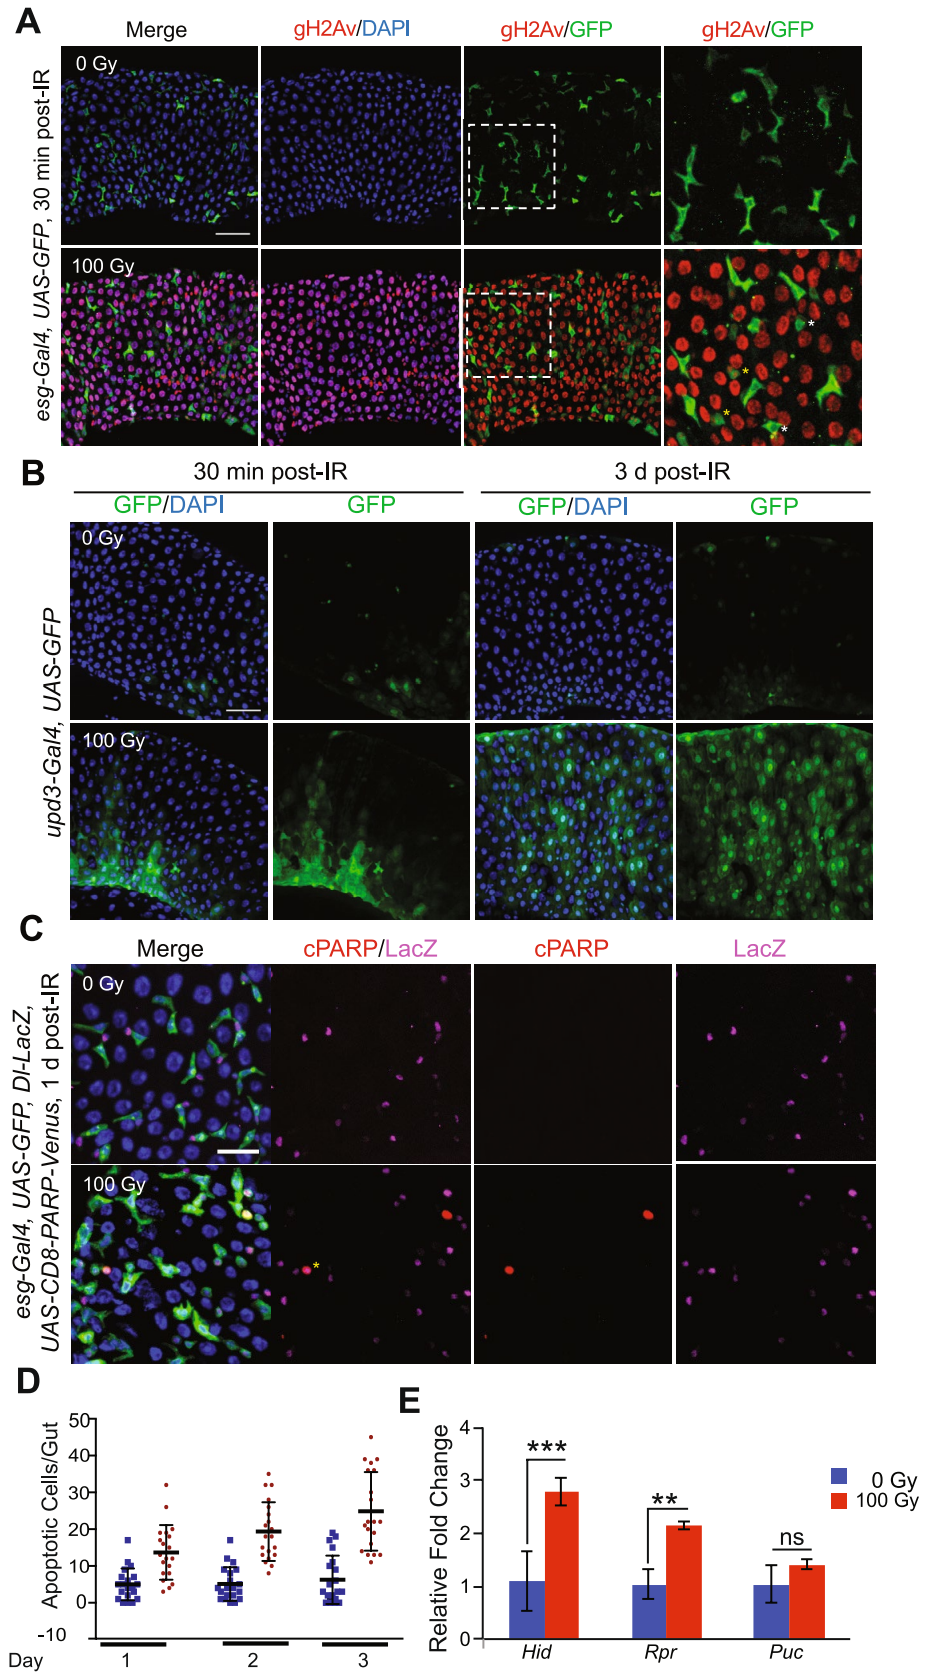 A
Merge gH2Av/DAPI gH2Av/GFP gH2Av/GFP
esg-Gal4, UAS-GFP, 30 min post-IR
0 Gy
100 Gy
*
*
*
*
B
30 min post-IR 3 d post-IR
GFP/DAPI GFP GFP/DAPI GFP
upd3-Gal4, UAS-GFP
0 Gy
100 Gy
C
Merge cPARP/LacZ cPARP LacZ
esg-Gal4, UAS-GFP, Dl-LacZ,
UAS-CD8-PARP-Venus, 1 d post-IR
0 Gy
100 Gy
*
D
Apoptotic Cells/Gut
50
40
30
20
10
0
-10
Day 1 2 3
E
Relative Fold Change
4
3
2
1
0
*** ** ns
Hid Rpr Puc
0 Gy
100 Gy